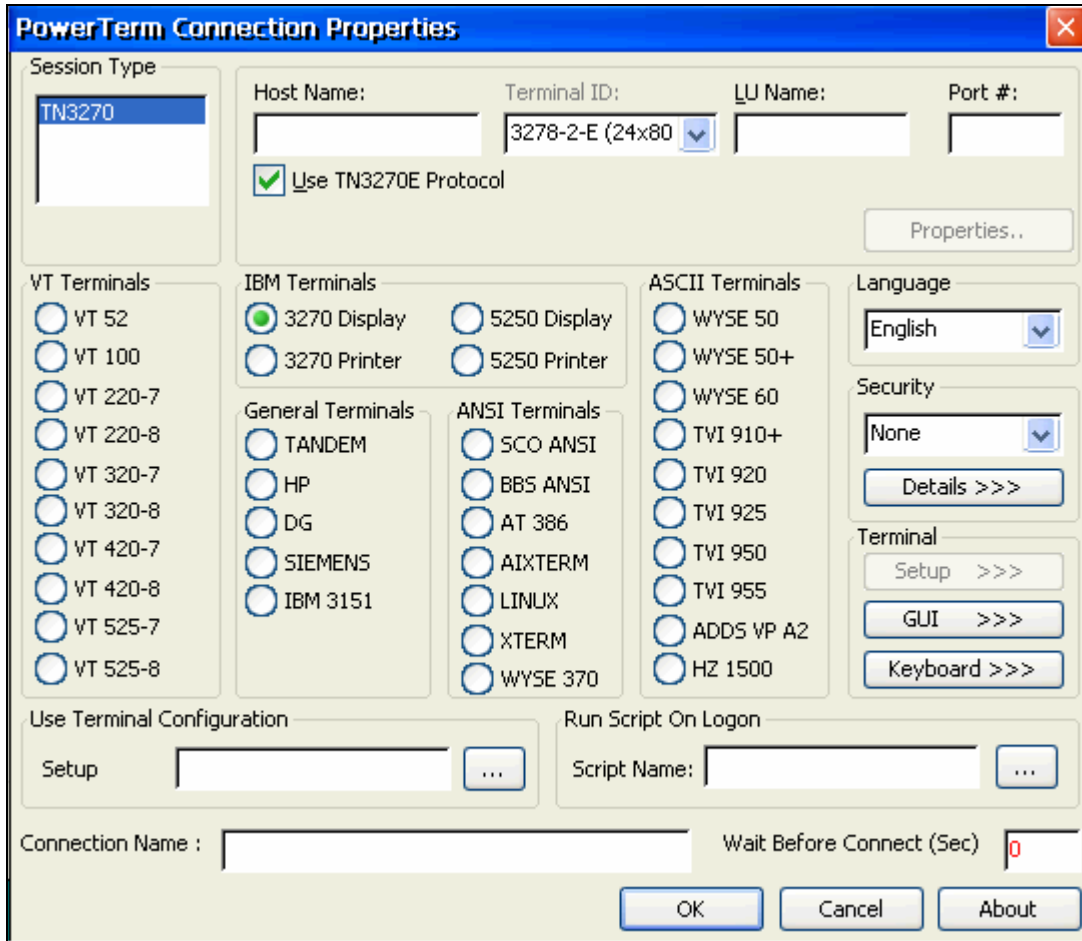 PowerTerm Connection Properties
Session Type
TN3270
Host Name:
Terminal ID:
LU Name:
Port #:
3278-2-E (24x80
Use TN3270E Protocol
Properties..
VT Terminals
VT 52
VT 100
VT 220-7
VT 220-8
VT 320-7
VT 320-8
VT 420-7
VT 420-8
VT 525-7
VT 525-8
IBM Terminals
3270 Display
5250 Display
3270 Printer
5250 Printer
General Terminals
TANDEM
HP
DG
SIEMENS
IBM 3151
ANSI Terminals
SCO ANSI
BBS ANSI
AT 386
AIXTERM
LINUX
XTERM
WYSE 370
ASCII Terminals
WYSE 50
WYSE 50+
WYSE 60
TVI 910+
TVI 920
TVI 925
TVI 950
TVI 955
ADDS VP A2
HZ 1500
Language
English
Security
None
Details >>>
Terminal
Setup >>>
GUI >>>
Keyboard >>>
Use Terminal Configuration
Setup
...
Run Script On Logon
Script Name:
...
Connection Name :
Wait Before Connect (Sec)
0
OK
Cancel
About